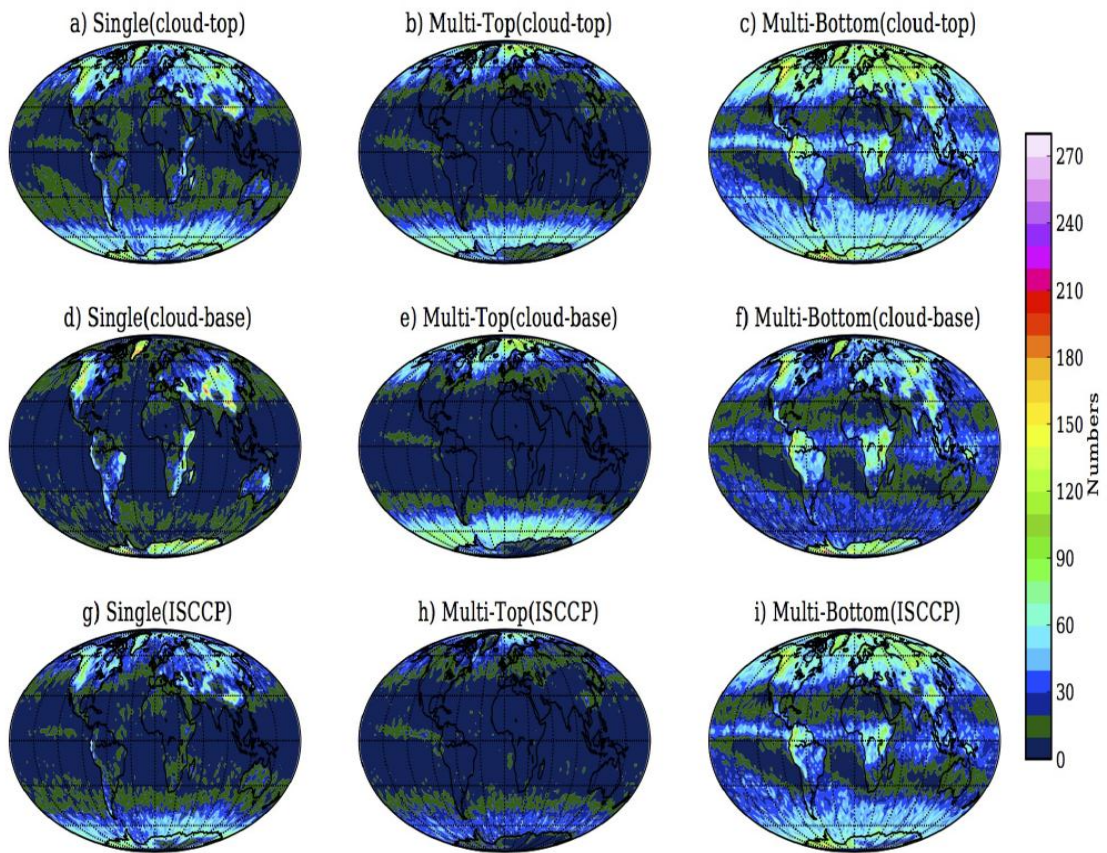 a) Single(cloud-top)
b) Multi-Top(cloud-top)
c) Multi-Bottom(cloud-top)
d) Single(cloud-base)
e) Multi-Top(cloud-base)
f) Multi-Bottom(cloud-base)
g) Single(ISCCP)
h) Multi-Top(ISCCP)
i) Multi-Bottom(ISCCP)
270
240
210
180
150
120
90
60
30
0
Numbers